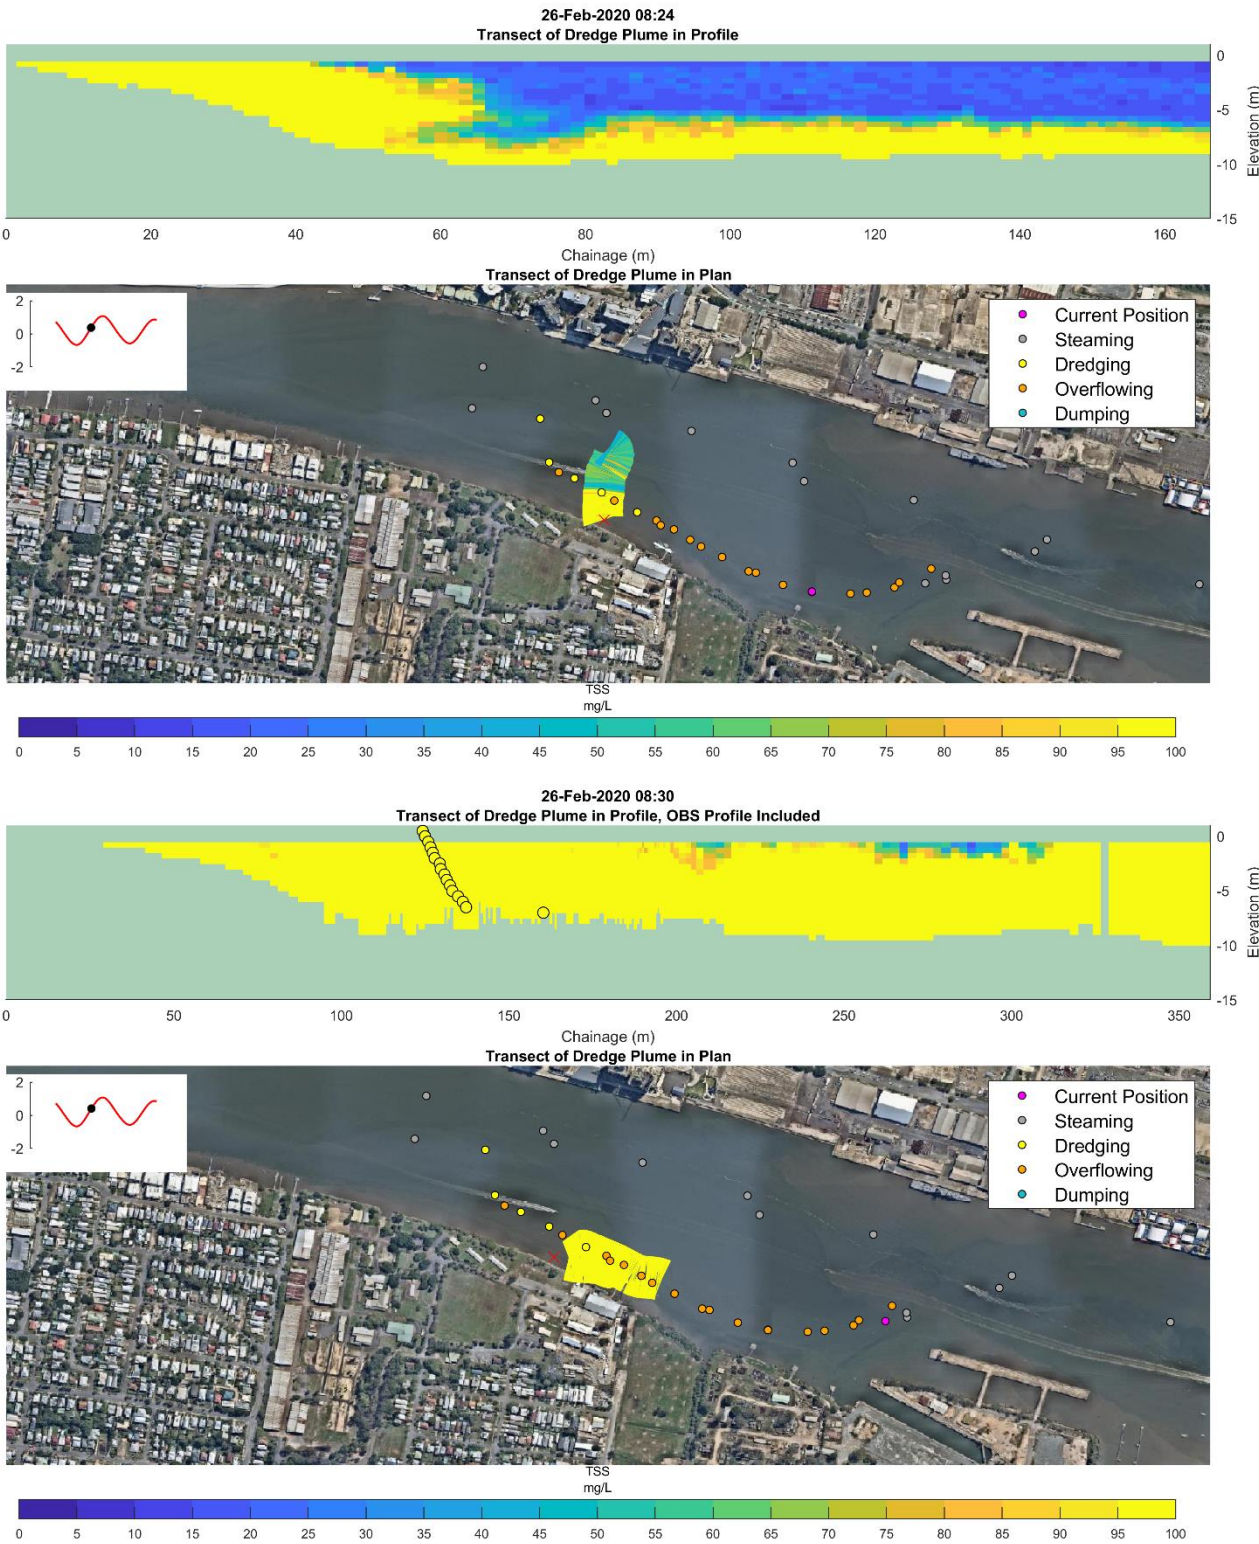 26-Feb-2020 08:24
Transect of Dredge Plume in Profile
0
-5
-10
-15
Elevation (m)
0 20 40 60 80 100 120 140 160
Chainage (m)
Transect of Dredge Plume in Plan
2
0
-2
Current Position
Steaming
Dredging
Overflowing
Dumping
TSS
mg/L
0 5 10 15 20 25 30 35 40 45 50 55 60 65 70 75 80 85 90 95 100
26-Feb-2020 08:30
Transect of Dredge Plume in Profile, OBS Profile Included
0
-5
-10
-15
Elevation (m)
0 50 100 150 200 250 300 350
Chainage (m)
Transect of Dredge Plume in Plan
2
0
-2
Current Position
Steaming
Dredging
Overflowing
Dumping
TSS
mg/L
0 5 10 15 20 25 30 35 40 45 50 55 60 65 70 75 80 85 90 95 100